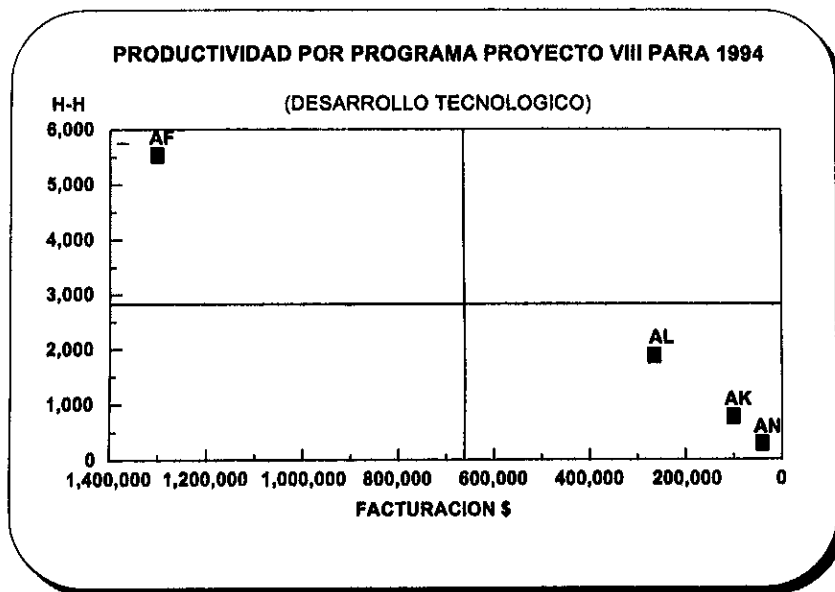 PRODUCTIVIDAD POR PROGRAMA PROYECTO VIII PARA 1994
H-H
(DESARROLLO TECNOLOGICO)
6,000
AF
5,000
4,000
3,000
2,000
AL
1,000
AK
AN
0
1,400,000 1,200,000 1,000,000 800,000 600,000 400,000 200,000 0
FACTURACION $